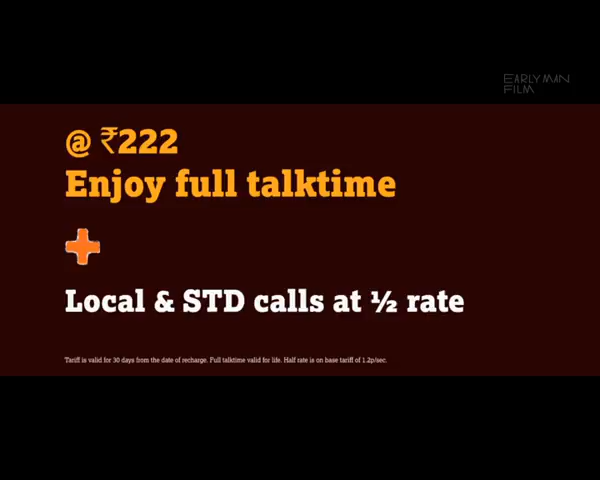 EARLYMAN
FILM
@ ₹222
Enjoy full talktime
+
Local & STD calls at ½ rate
Tariff is valid for 30 days from the date of recharge. Full talktime valid for life. Half rate is on base tariff of 1.2p/sec.